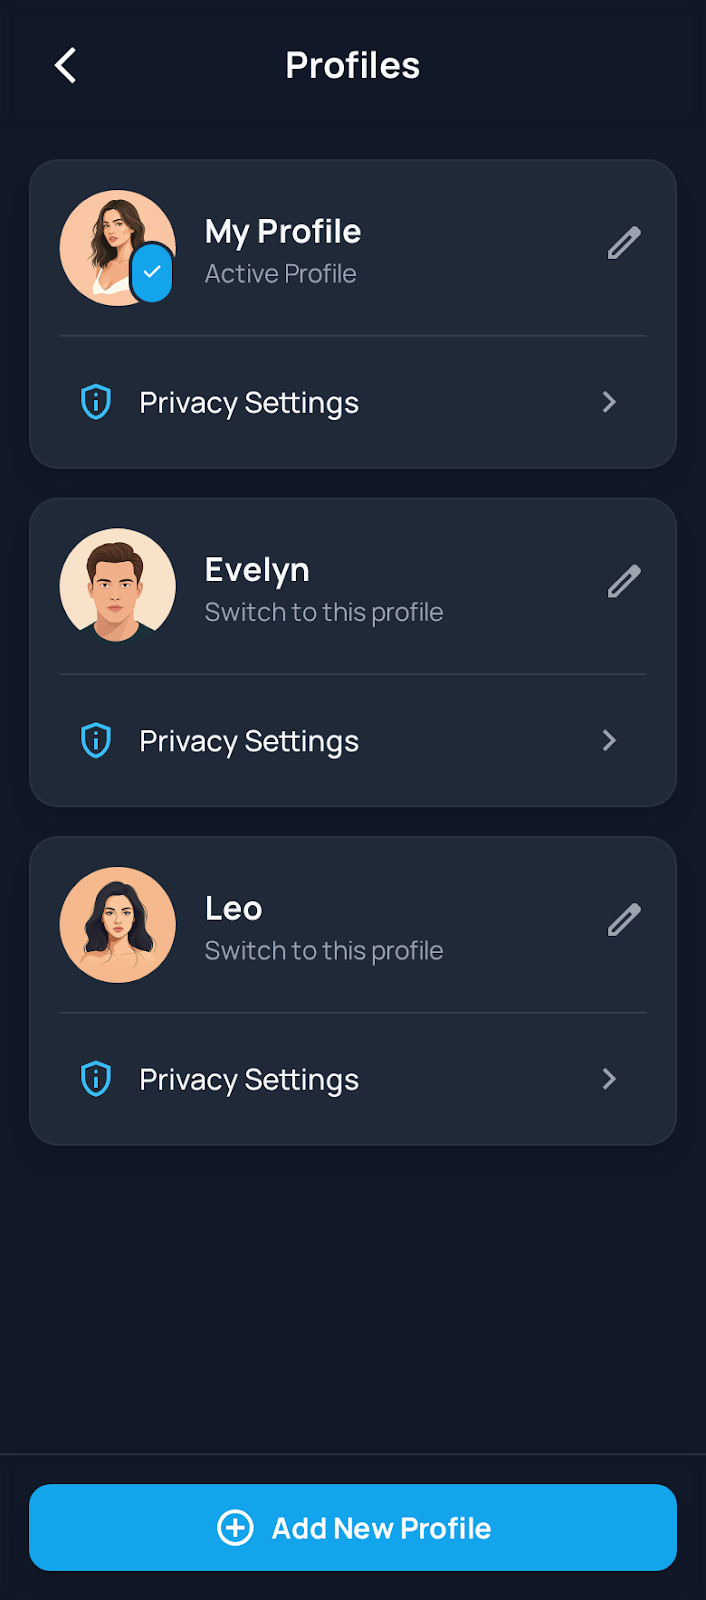 Profiles
My Profile
Active Profile
Privacy Settings
Evelyn
Switch to this profile
Privacy Settings
Leo
Switch to this profile
Privacy Settings
Add New Profile